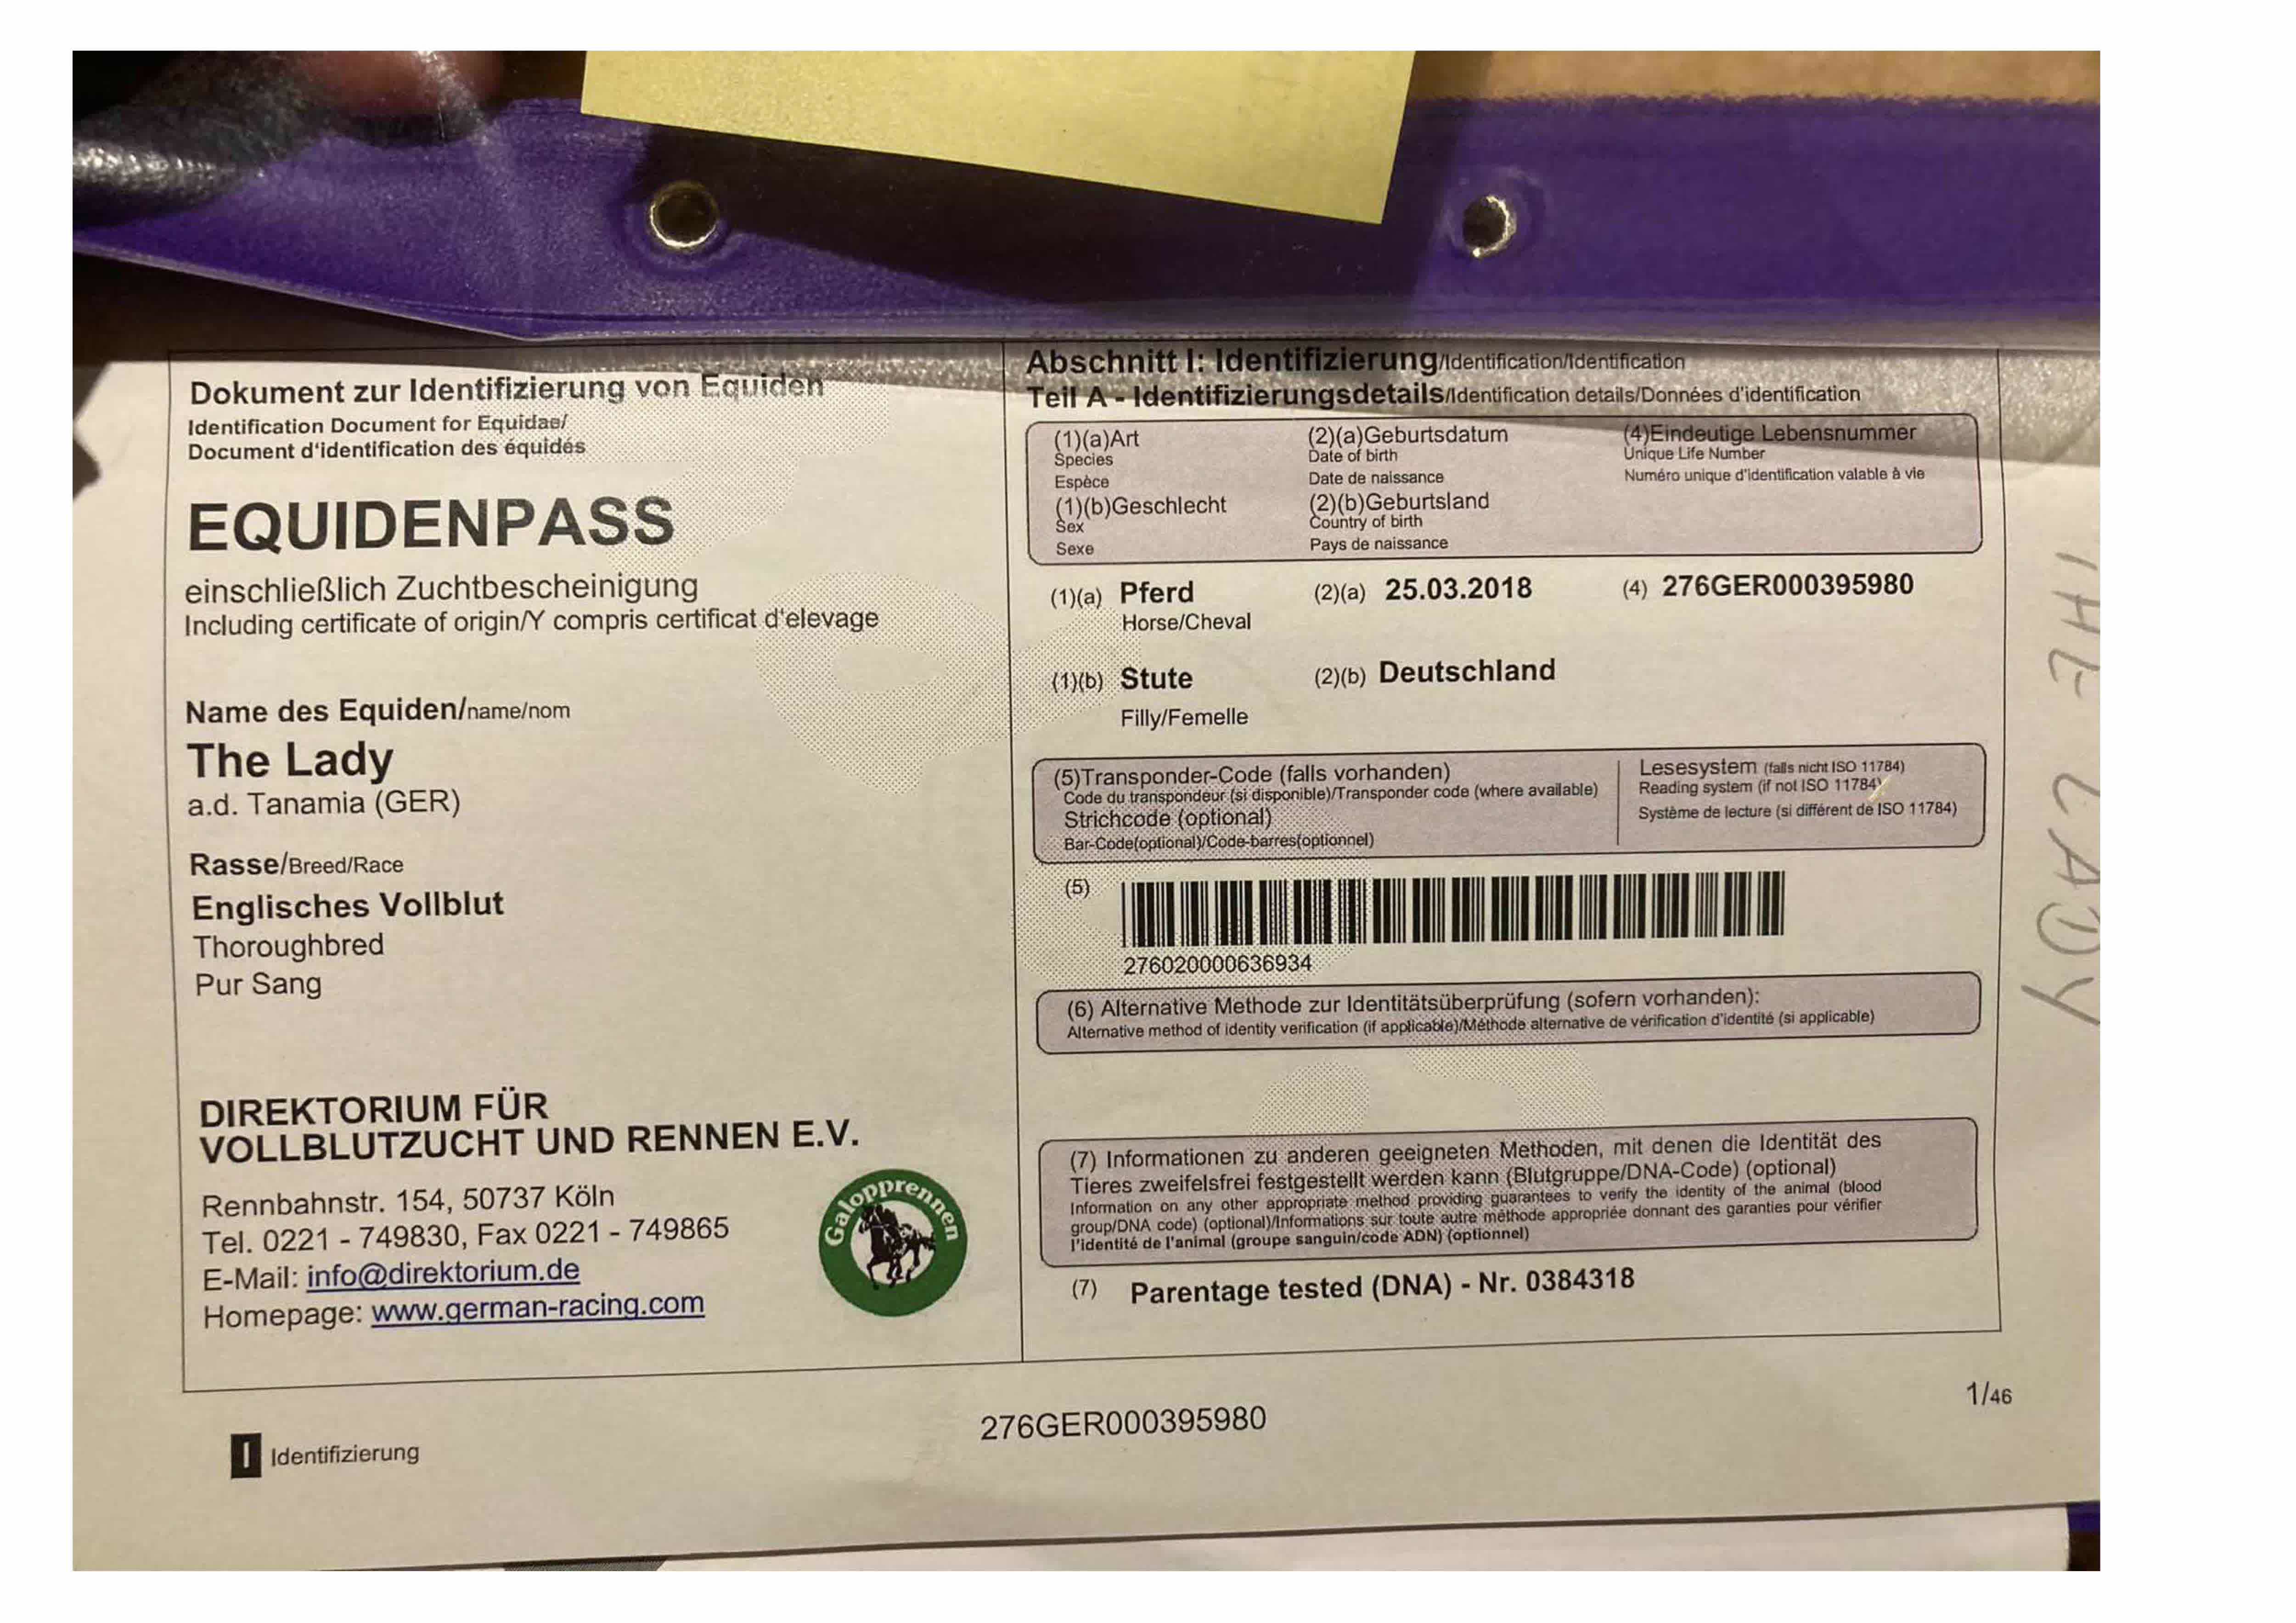 Dokument zur Identifizierung von Equiden
Identification Document for Equidae/
Document d'identification des équidés
EQUIDENPASS
einschließlich Zuchtbescheinigung
Including certificate of origin/Y compris certificat d'elevage
Name des Equiden/name/nom
The Lady
a.d. Tanamia (GER)
Rasse/Breed/Race
Englisches Vollblut
Thoroughbred
Pur Sang
DIREKTORIUM FÜR
VOLLBLUTZUCHT UND RENNEN E.V.
Rennbahnstr. 154, 50737 Köln
Tel. 0221 - 749830, Fax 0221 - 749865
E-Mail: info@direktorium.de
Homepage: www.german-racing.com
Galopprennen
Abschnitt I: Identifizierung/Identification/Identification
Teil A - Identifizierungsdetails/Identification details/Données d'identification
(1)(a)Art
Species
Espèce
(1)(b)Geschlecht
Sex
Sexe
(2)(a)Geburtsdatum
Date of birth
Date de naissance
(2)(b)Geburtsland
Country of birth
Pays de naissance
(4)Eindeutige Lebensnummer
Unique Life Number
Numéro unique d'identification valable à vie
(1)(a) Pferd (2)(a) 25.03.2018 (4) 276GER000395980
Horse/Cheval
(1)(b) Stute (2)(b) Deutschland
Filly/Femelle
(5)Transponder-Code (falls vorhanden)
Code du transpondeur (si disponible)/Transponder code (where available)
Strichcode (optional)
Bar-Code(optional)/Code-barres(optionnel)
Lesesystem (falls nicht ISO 11784)
Reading system (if not ISO 11784)
Système de lecture (si différent de ISO 11784)
(5)
276020000636934
(6) Alternative Methode zur Identitätsüberprüfung (sofern vorhanden):
Alternative method of identity verification (if applicable)/Méthode alternative de vérification d'identité (si applicable)
(7) Informationen zu anderen geeigneten Methoden, mit denen die Identität des
Tieres zweifelsfrei festgestellt werden kann (Blutgruppe/DNA-Code) (optional)
Information on any other appropriate method providing guarantees to verify the identity of the animal (blood
group/DNA code) (optional)/Informations sur toute autre méthode appropriée donnant des garanties pour vérifier
l'identité de l'animal (groupe sanguin/code ADN) (optionnel)
(7) Parentage tested (DNA) - Nr. 0384318
THE LADY
1/46
276GER000395980
I Identifizierung